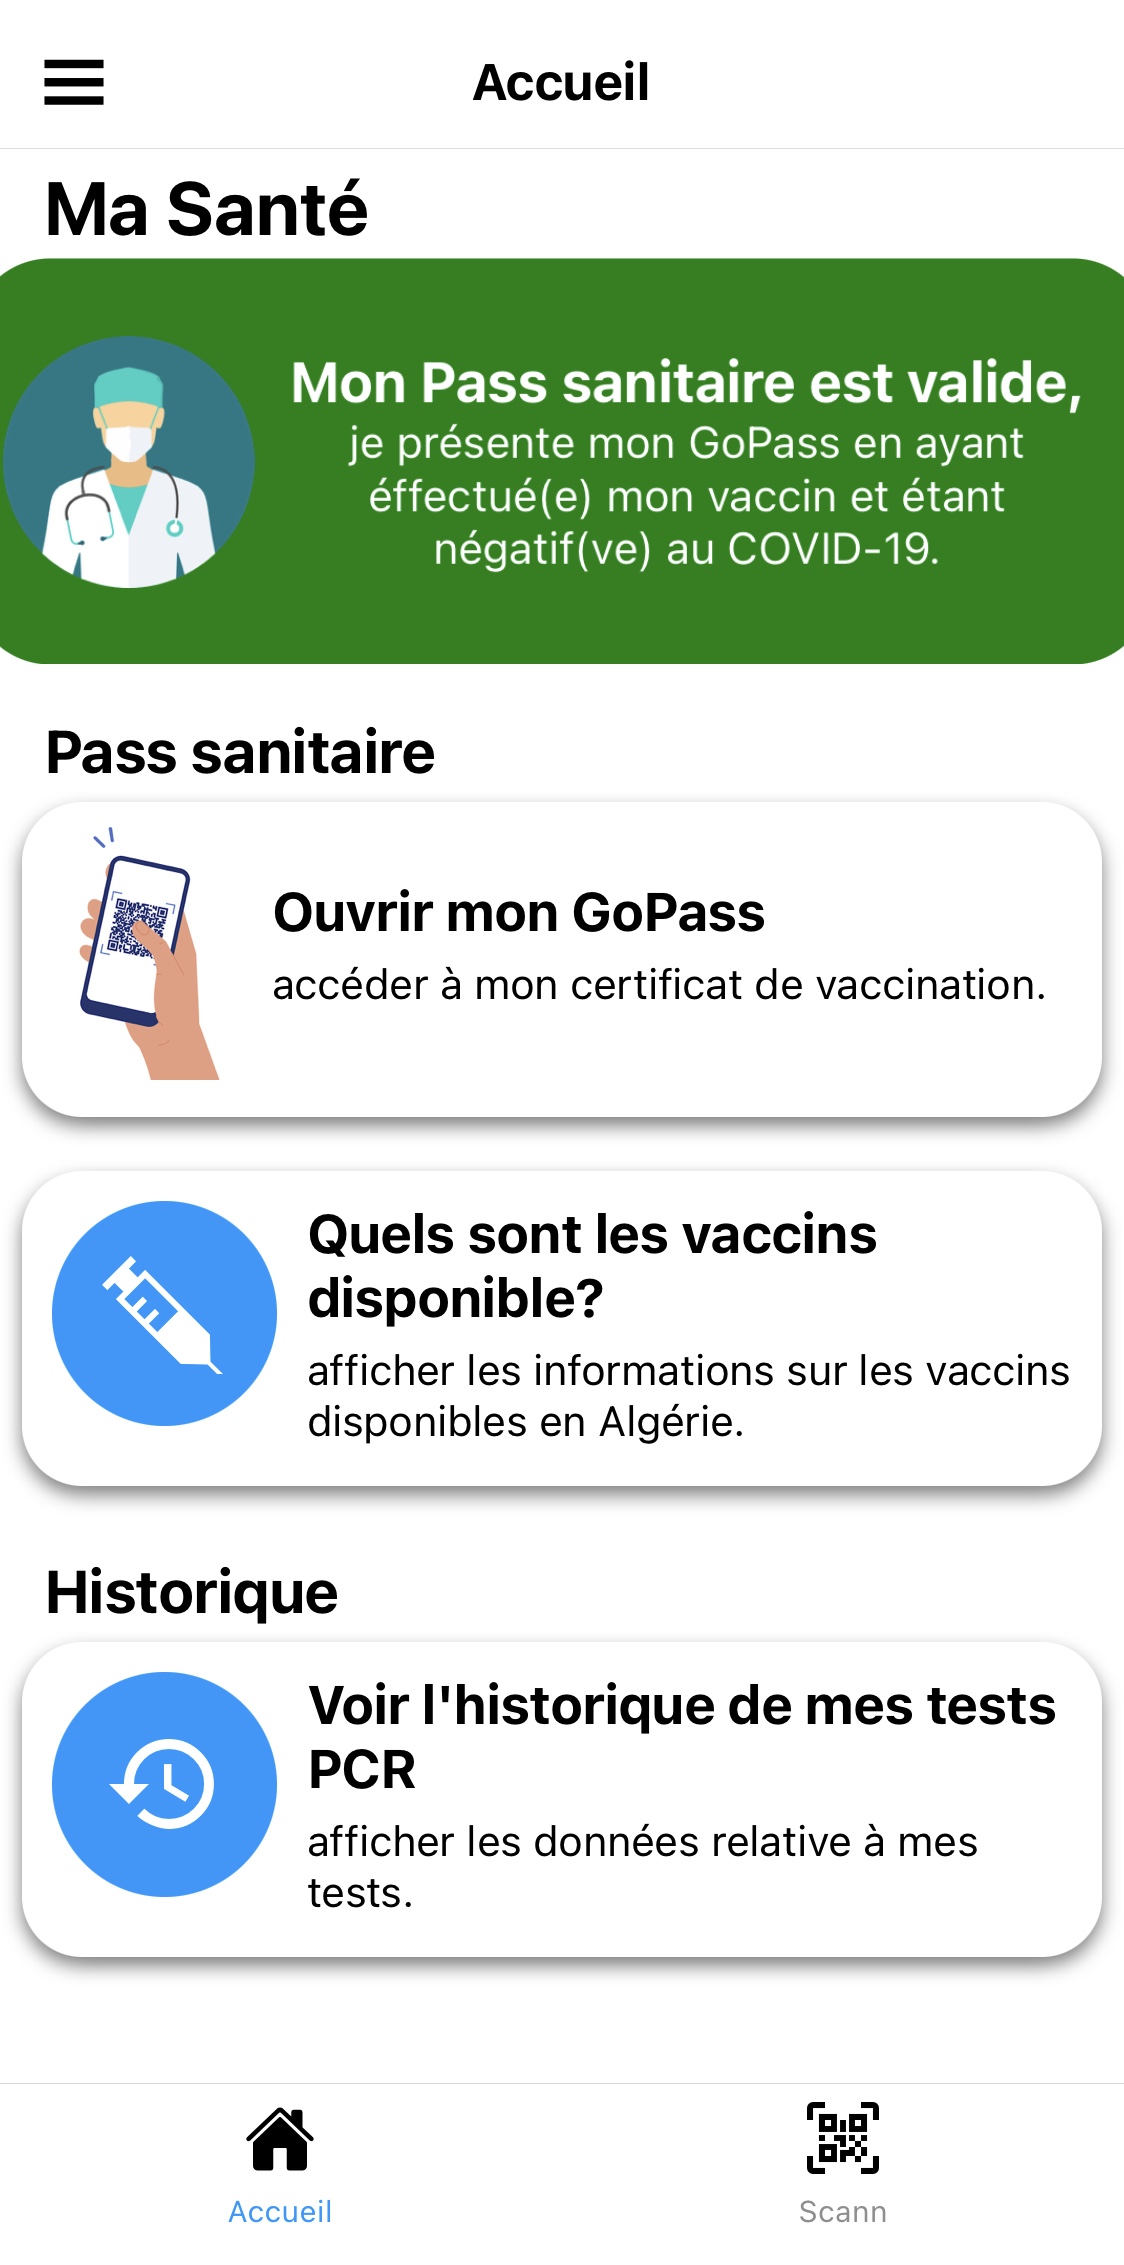 Accueil
Ma Santé
Mon Pass sanitaire est valide,
je présente mon GoPass en ayant
éffectué(e) mon vaccin et étant
négatif(ve) au COVID-19.
Pass sanitaire
Ouvrir mon GoPass
accéder à mon certificat de vaccination.
Quels sont les vaccins
disponible?
afficher les informations sur les vaccins
disponibles en Algérie.
Historique
Voir l'historique de mes tests
PCR
afficher les données relative à mes
tests.
Accueil
Scann